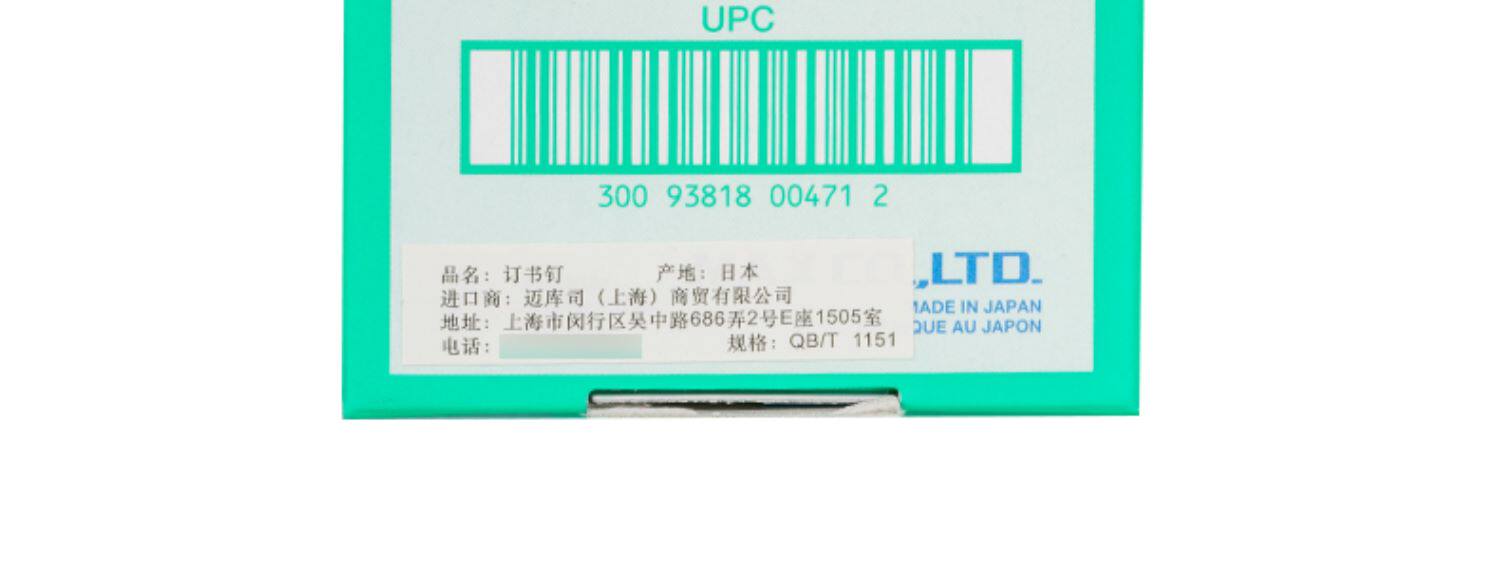 UPC
300 93818 00471 2
,LTD.
品名：订书钉 产地：日本
进口商：迈库司（上海）商贸有限公司
MADE IN JAPAN
地址：上海市闵行区吴中路686弄2号E座1505室
AU JAPON
电话： 规格：QB/T 1151